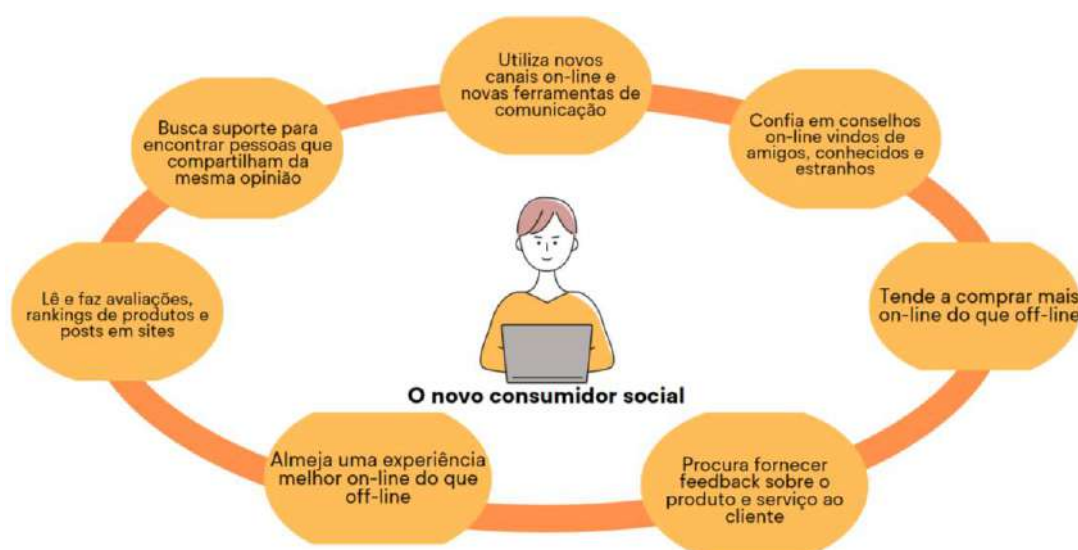 Utiliza novos
canais on-line e
novas ferramentas de
comunicação
Confia em conselhos
on-line vindos de
amigos, conhecidos e
estranhos
Tende a comprar mais
on-line do que off-line
Procura fornecer
feedback sobre o
produto e serviço ao
cliente
Almeja uma experiência
melhor on-line do que
off-line
Lê e faz avaliações,
rankings de produtos e
posts em sites
Busca suporte para
encontrar pessoas que
compartilham da
mesma opinião
O novo consumidor social